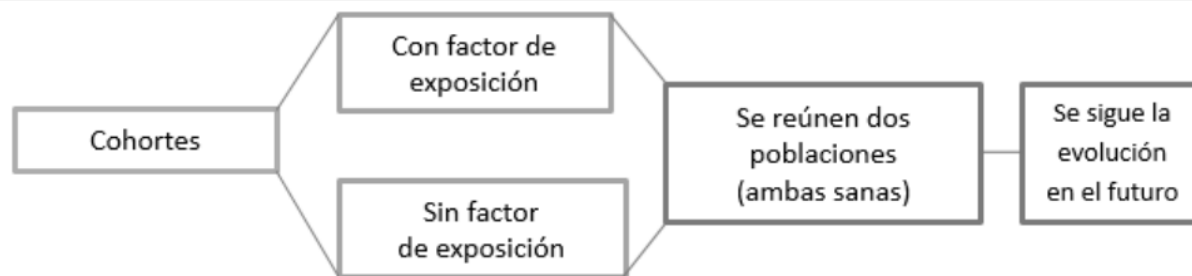 Cohortes
Con factor de
exposición
Sin factor
de exposición
Se reúnen dos
poblaciones
(ambas sanas)
Se sigue la
evolución
en el futuro